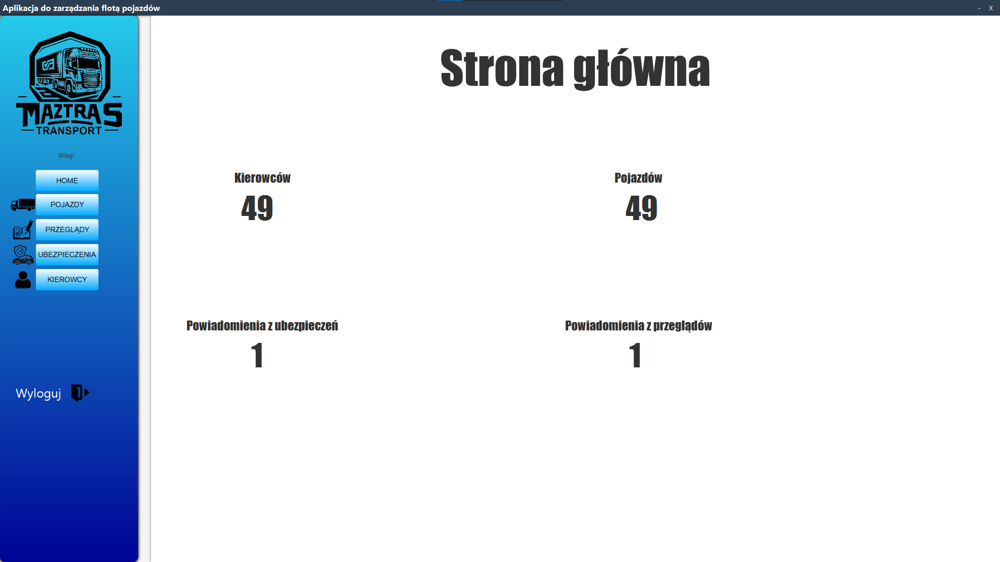 Aplikacja do zarządzania flotą pojazdów
- X
MAZTRAS
TRANSPORT
Witaj!
HOME
POJAZDY
PRZEGLĄDY
UBEZPIECZENIA
KIEROWCY
Wyloguj
Strona główna
Kierowców
49
Pojazdów
49
Powiadomienia z ubezpieczeń
1
Powiadomienia z przeglądów
1